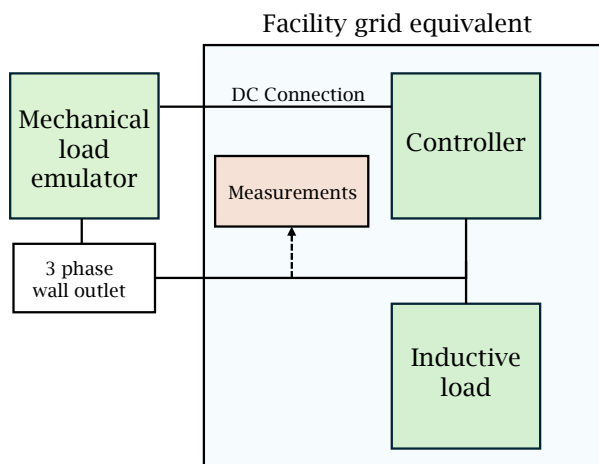 Facility grid equivalent
DC Connection
Mechanical
load
emulator
Controller
Measurements
3 phase
wall outlet
Inductive
load